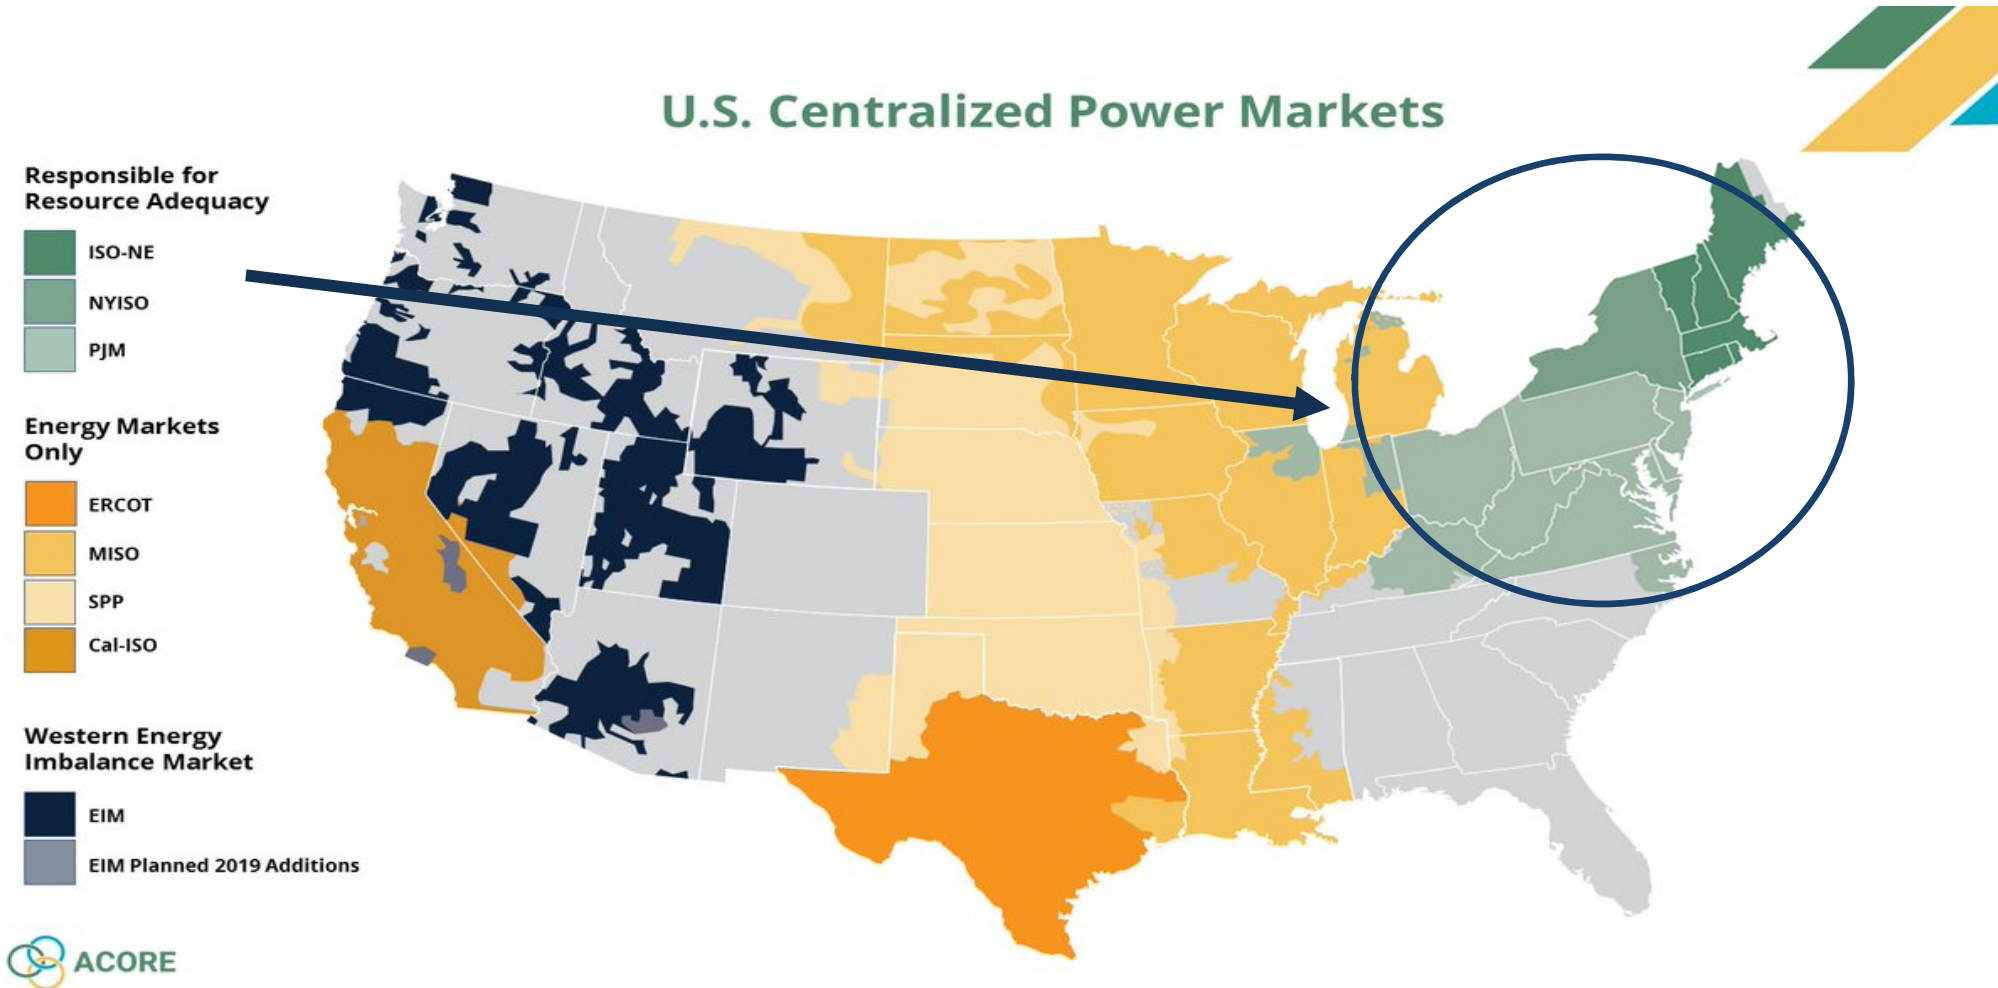 U.S. Centralized Power Markets
Responsible for
Resource Adequacy
ISO-NE
NYISO
PJM
Energy Markets
Only
ERCOT
MISO
SPP
Cal-ISO
Western Energy
Imbalance Market
EIM
EIM Planned 2019 Additions
ACORE